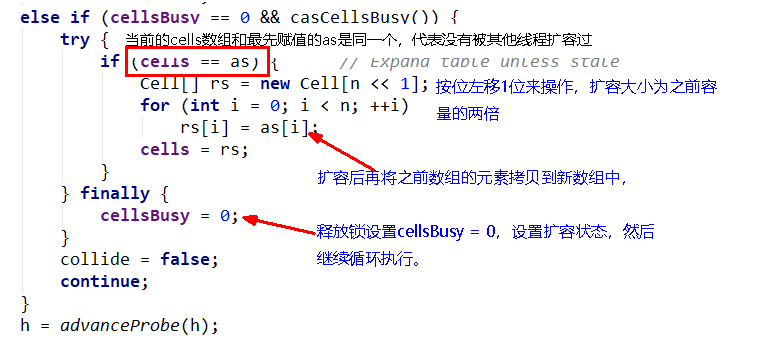 else if (cellsBusy == 0 && casCellsBusy()) {
try { 当前的cells数组和最先赋值的as是同一个，代表没有被其他线程扩容过
if (cells == as) { // Expand table unless stale
Cell[] rs = new Cell[n << 1]; 按位左移1位来操作，扩容大小为之前容
for (int i = 0; i < n; ++i) 量的两倍
rs[i] = as[i];
cells = rs;
} 扩容后再将之前数组的元素拷贝到新数组中，
} finally {
cellsBusy = 0; 释放锁设置cellsBusy = 0，设置扩容状态，然后
} 继续循环执行。
collide = false;
continue;
}
h = advanceProbe(h);